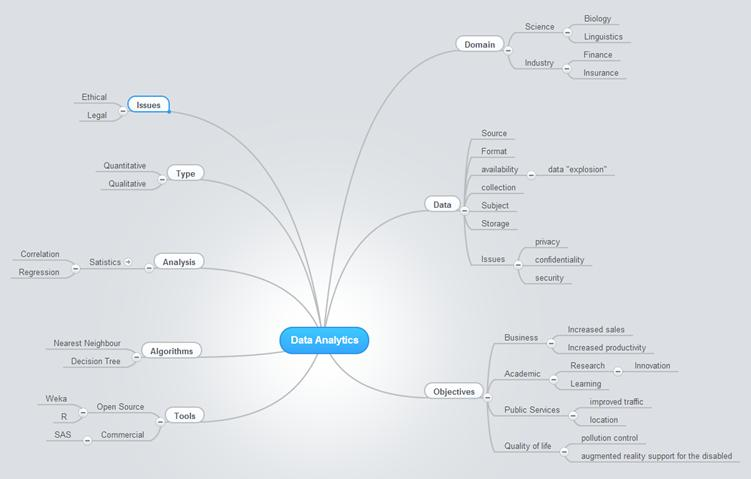 Data Analytics
Domain
Science
Biology
Linguistics
Industry
Finance
Insurance
Data
Source
Format
availability
data "explosion"
collection
Subject
Storage
Issues
privacy
confidentiality
security
Objectives
Business
Increased sales
Increased productivity
Academic
Research
Innovation
Learning
Public Services
improved traffic
location
Quality of life
pollution control
augmented reality support for the disabled
Issues
Ethical
Legal
Type
Quantitative
Qualitative
Analysis
Satistics
Correlation
Regression
Algorithms
Nearest Neighbour
Decision Tree
Tools
Open Source
Weka
R
Commercial
SAS